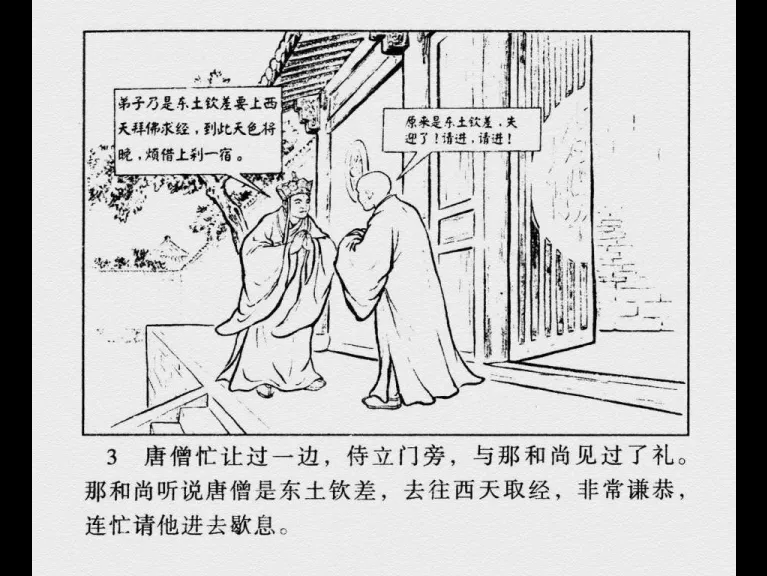 弟子乃是东土钦差要上西
天拜佛求经，到此天色将
晚，烦借上刹一宿。
原来是东土钦差，失
迎了！请进，请进！
3 唐僧忙让过一边，侍立门旁，与那和尚见过了礼。
那和尚听说唐僧是东土钦差，去往西天取经，非常谦恭，
连忙请他进去歇息。